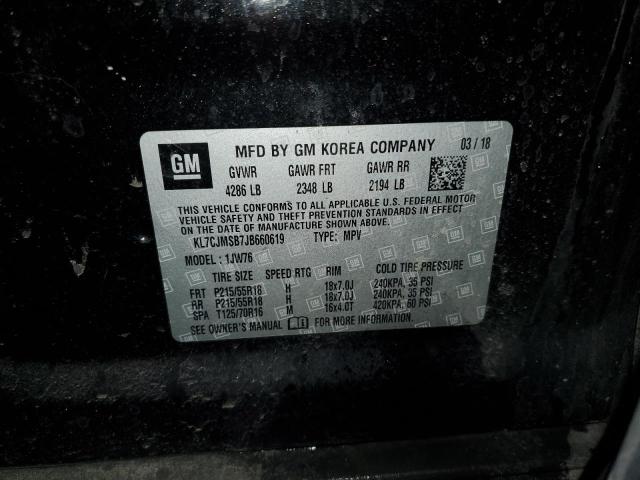 GM MFD BY GM KOREA COMPANY 03 / 18
GVWR GAWR FRT GAWR RR
4286 LB 2348 LB 2194 LB
THIS VEHICLE CONFORMS TO ALL APPLICABLE U.S. FEDERAL MOTOR
VEHICLE SAFETY AND THEFT PREVENTION STANDARDS IN EFFECT
ON THE DATE OF MANUFACTURE SHOWN ABOVE.
KL7CJMSB7JB660619 TYPE: MPV
MODEL : 1JW76
TIRE SIZE SPEED RTG RIM COLD TIRE PRESSURE
FRT P215/55R18 H 18x7.0J 240KPA, 35 PSI
RR P215/55R18 H 18x7.0J 240KPA, 35 PSI
SPA T125/70R16 M 16x4.0T 420KPA, 60 PSI
SEE OWNER'S MANUAL FOR MORE INFORMATION.